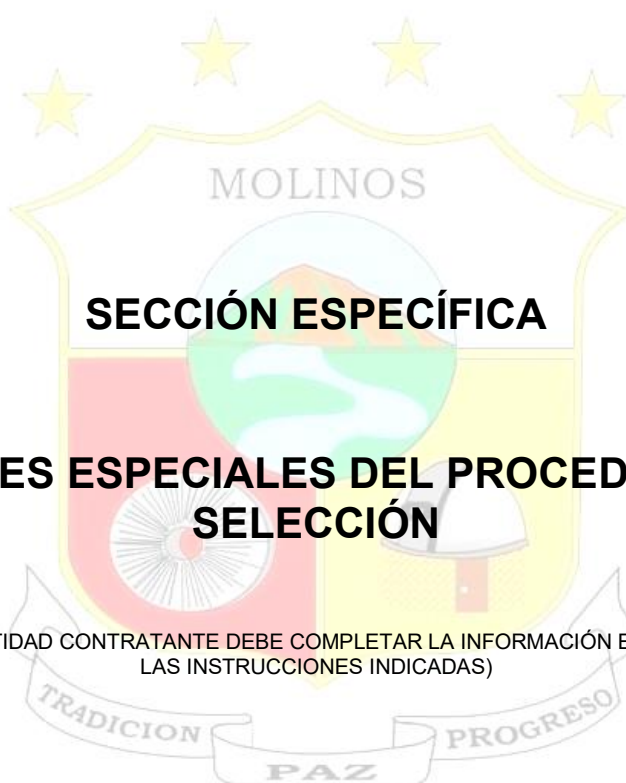 MOLINOS
SECCIÓN ESPECÍFICA
ES ESPECIALES DEL PROCED
SELECCIÓN
TIDAD CONTRATANTE DEBE COMPLETAR LA INFORMACIÓN E
LAS INSTRUCCIONES INDICADAS)
TRADICION
PAZ
PROGRESO